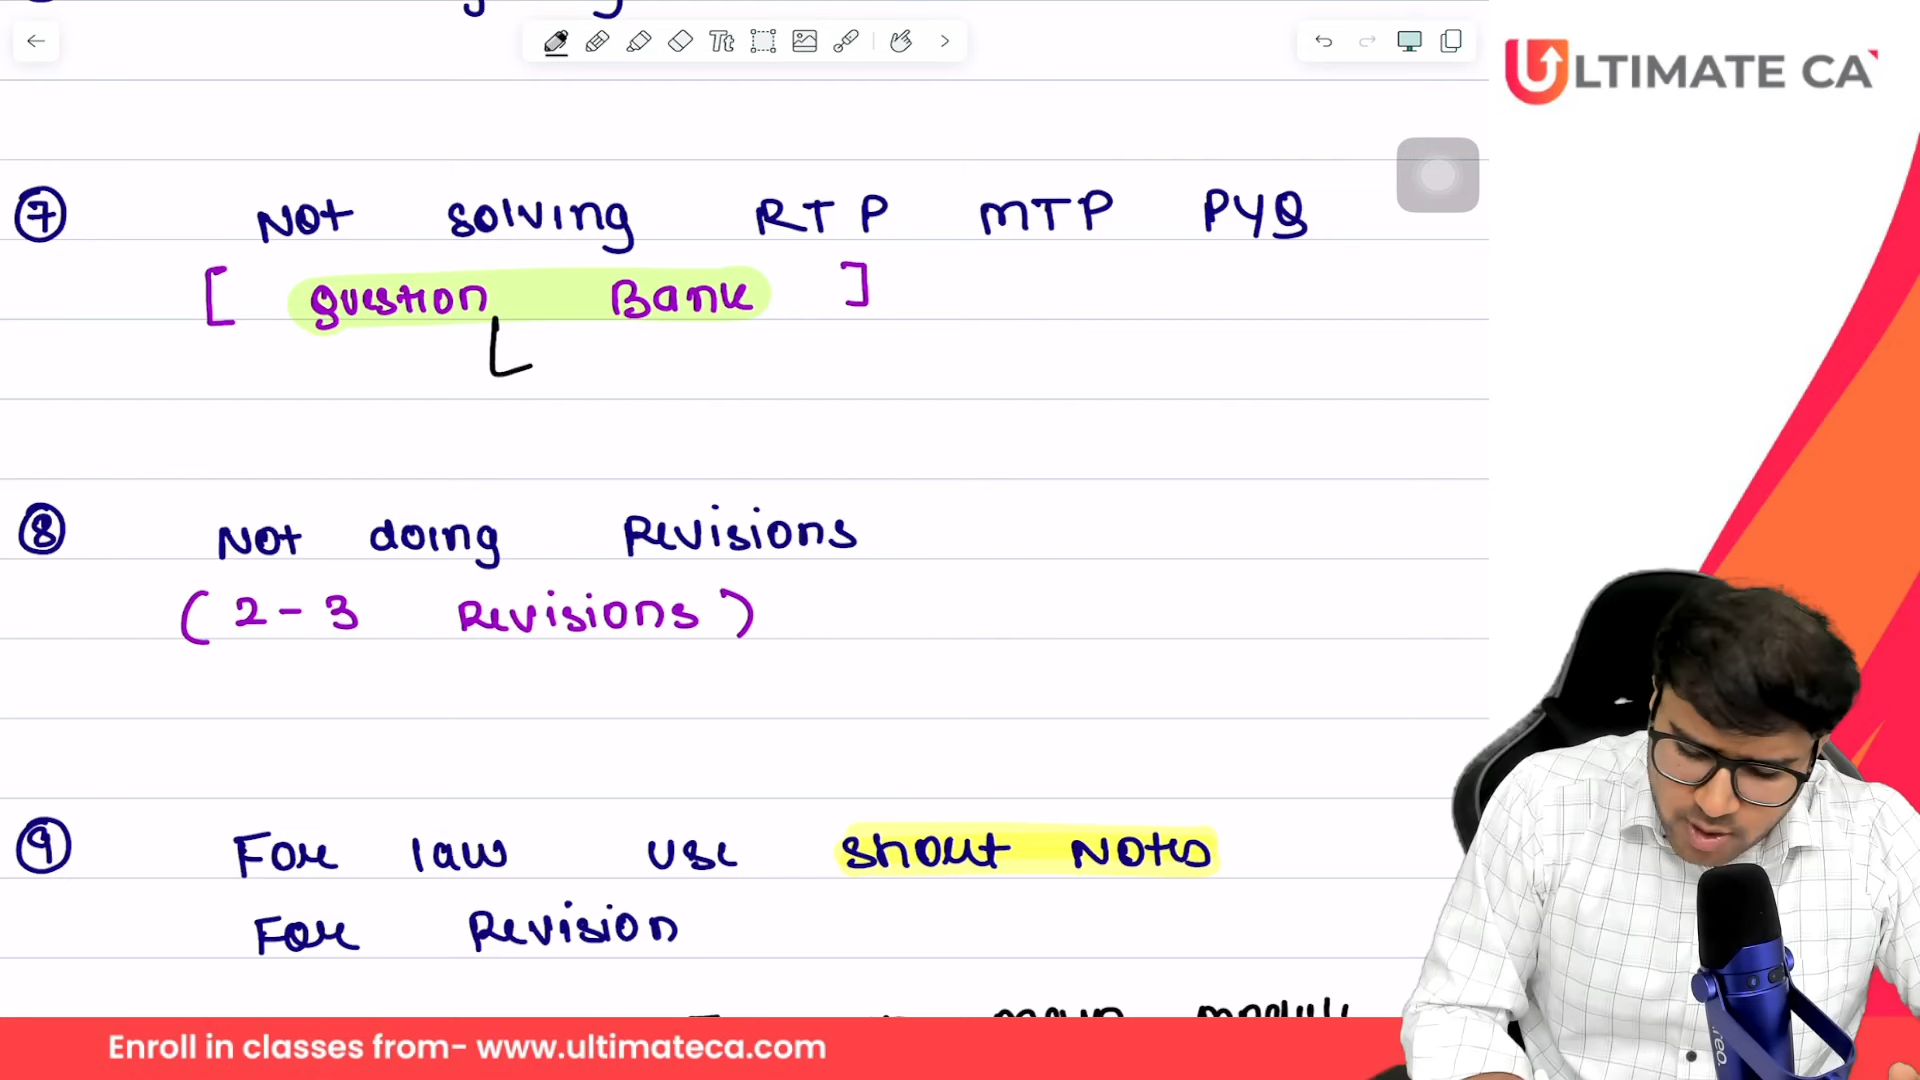 Tt
ULTIMATE CA
⑦ Not solving RTP MTP PYQ
[ Question Bank ]
⑧ Not doing Revisions
( 2-3 Revisions )
⑨ For law use short Notes
For Revision
Enroll in classes from- www.ultimateca.com